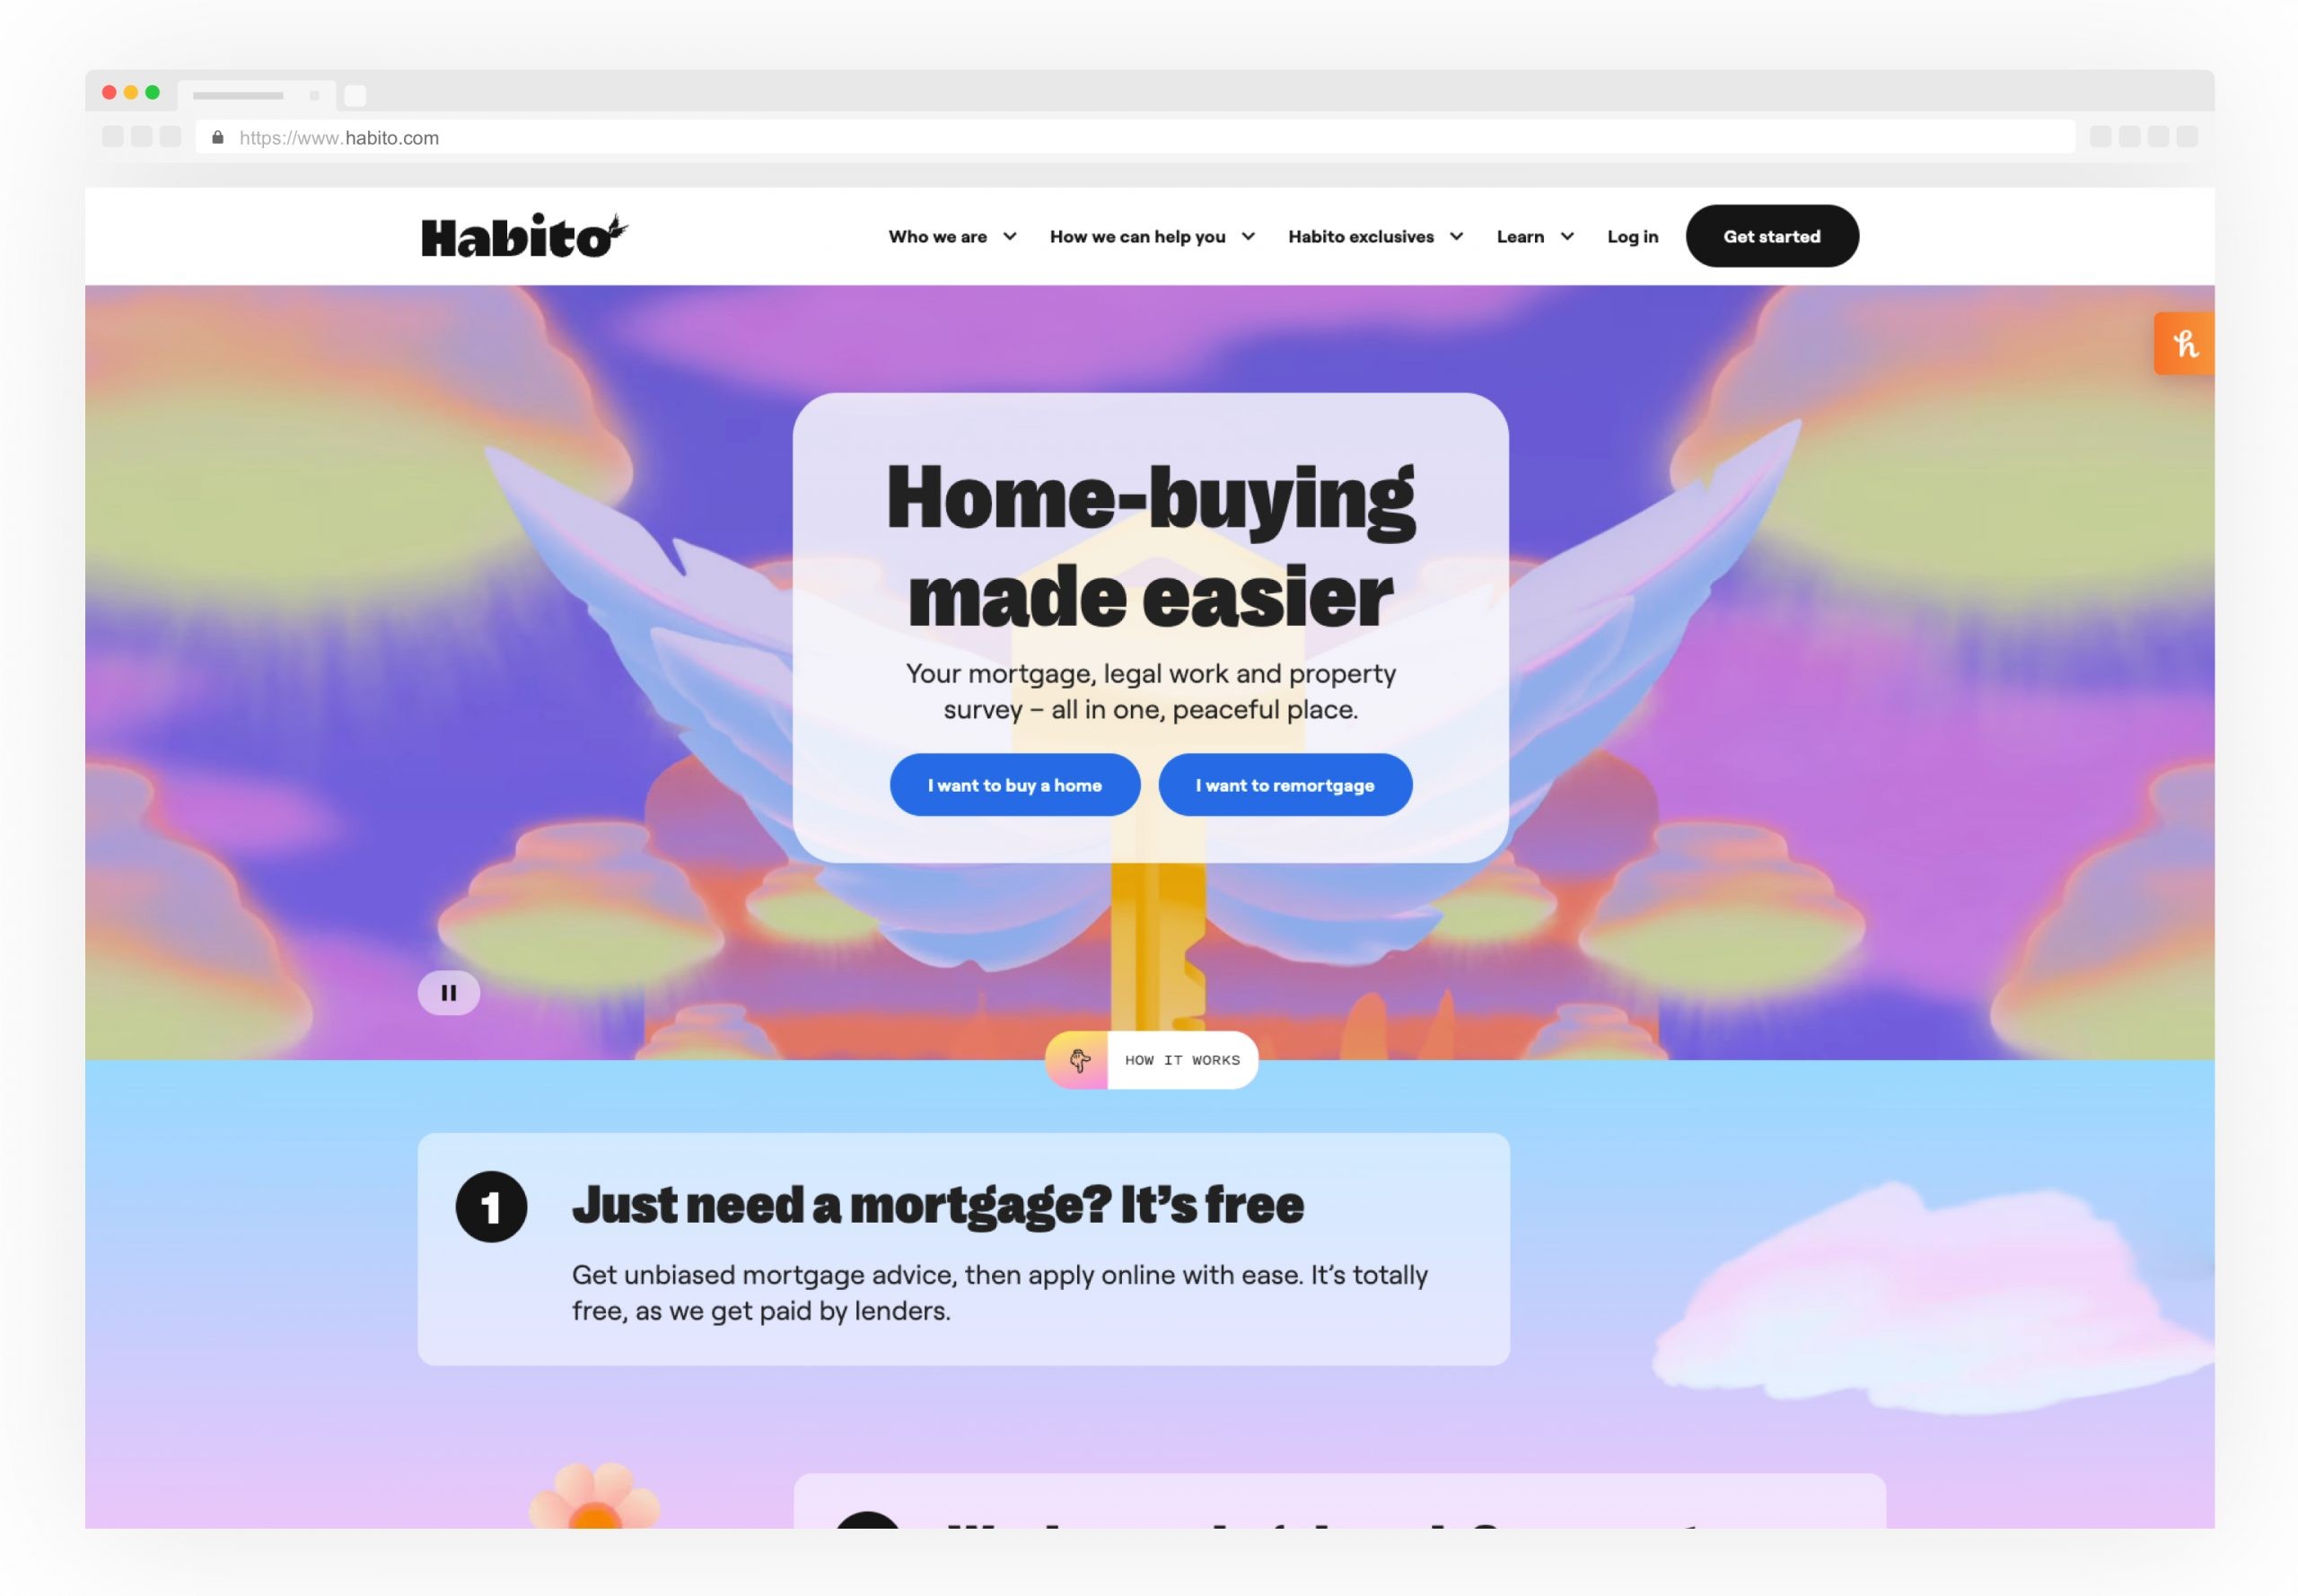 https://www.habito.com
Habito
Who we are
How we can help you
Habito exclusives
Learn
Log in
Get started
Home-buying
made easier
Your mortgage, legal work and property
survey – all in one, peaceful place.
I want to buy a home
I want to remortgage
HOW IT WORKS
1
Just need a mortgage? It’s free
Get unbiased mortgage advice, then apply online with ease. It’s totally
free, as we get paid by lenders.